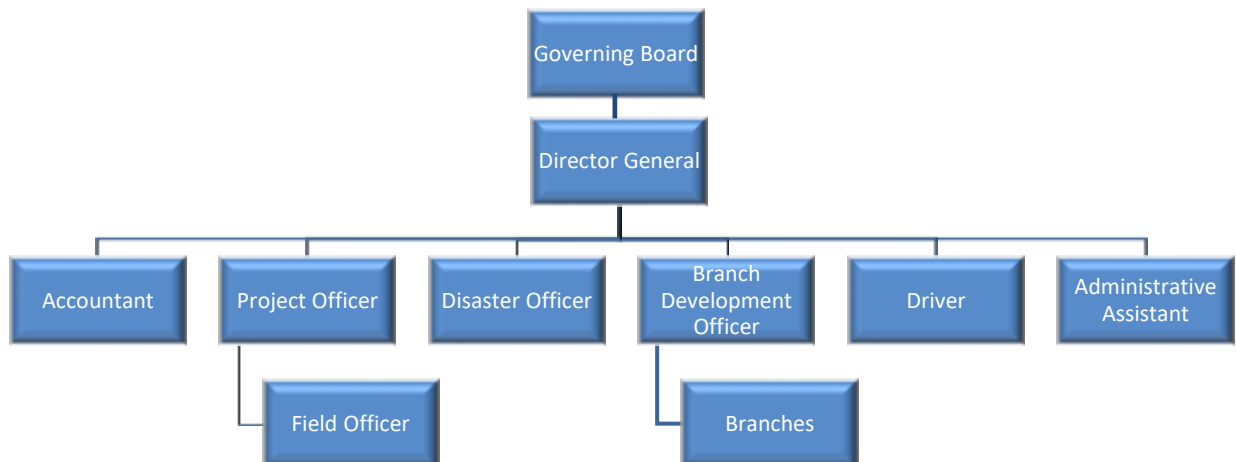 Governing Board
Director General
Accountant
Project Officer
Disaster Officer
Branch
Development
Officer
Driver
Administrative
Assistant
Field Officer
Branches